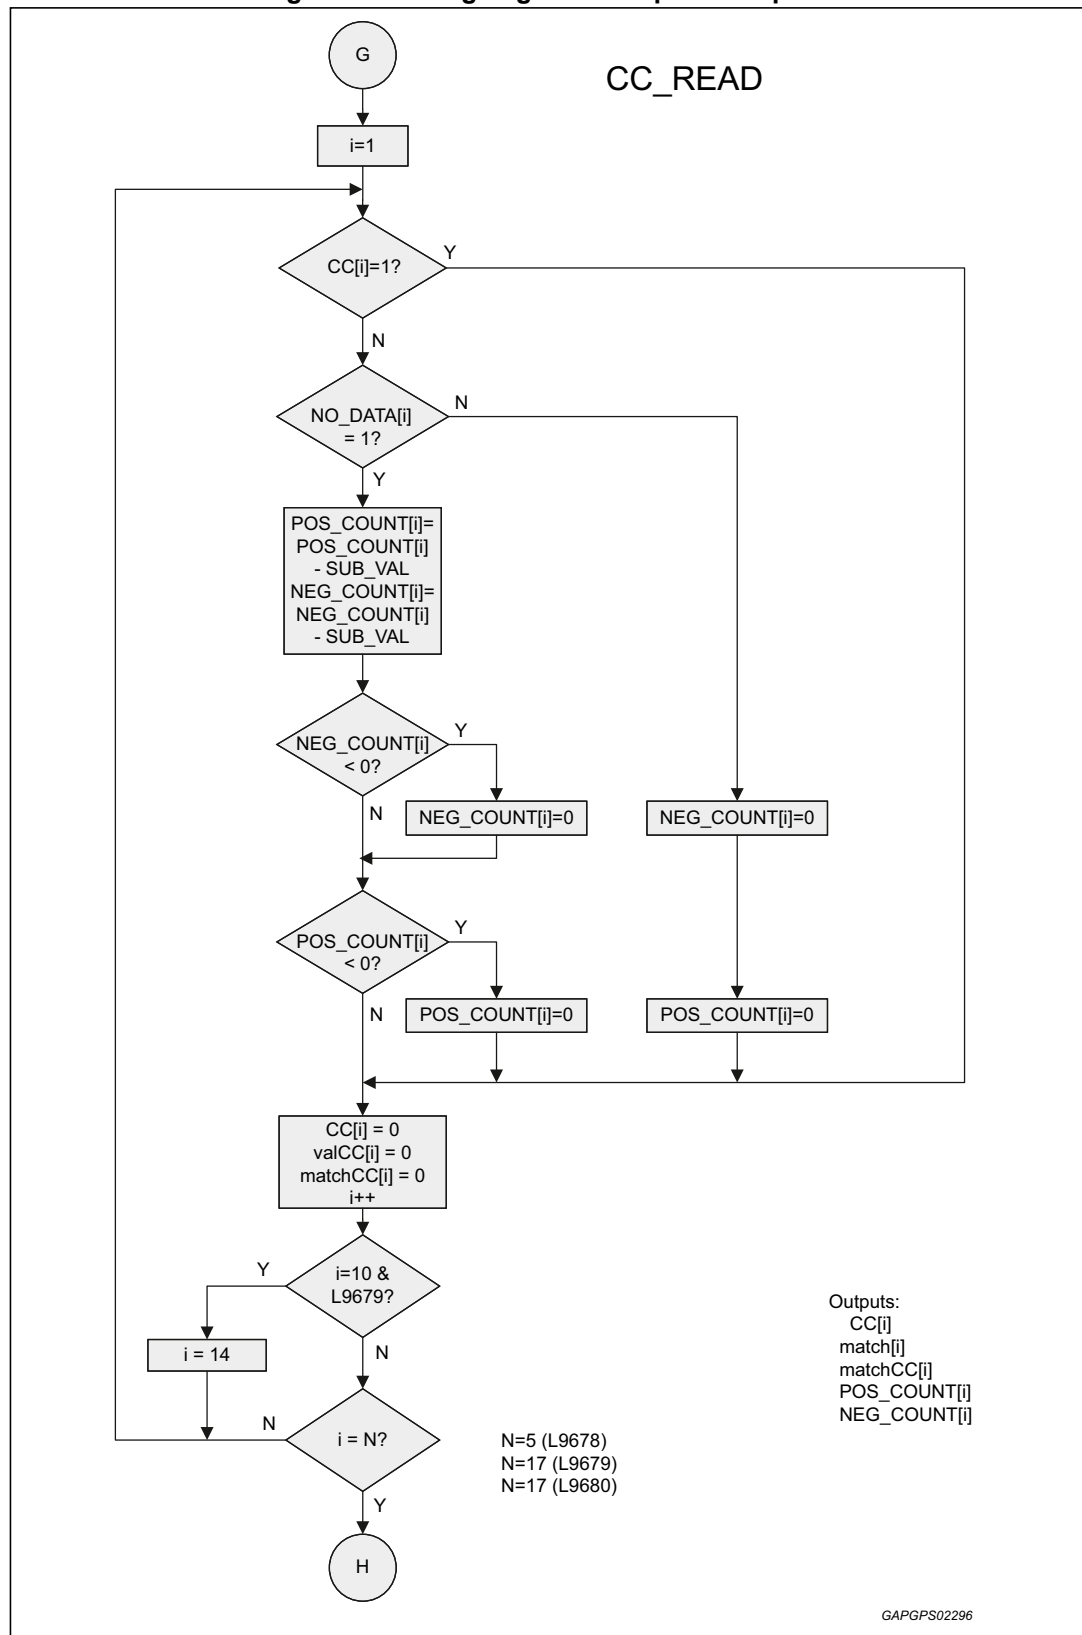 G
CC_READ
i=1
CC[i]=1?
Y
N
NO_DATA[i]
= 1?
N
Y
POS_COUNT[i]=
POS_COUNT[i]
- SUB_VAL
NEG_COUNT[i]=
NEG_COUNT[i]
- SUB_VAL
NEG_COUNT[i]
< 0?
Y
N
NEG_COUNT[i]=0
NEG_COUNT[i]=0
POS_COUNT[i]
< 0?
Y
N
POS_COUNT[i]=0
POS_COUNT[i]=0
CC[i] = 0
valCC[i] = 0
matchCC[i] = 0
i++
i=10 &
L9679?
Y
N
i = 14
Outputs:
CC[i]
match[i]
matchCC[i]
POS_COUNT[i]
NEG_COUNT[i]
i = N?
N
Y
N=5 (L9678)
N=17 (L9679)
N=17 (L9680)
H
GAPGPS02296